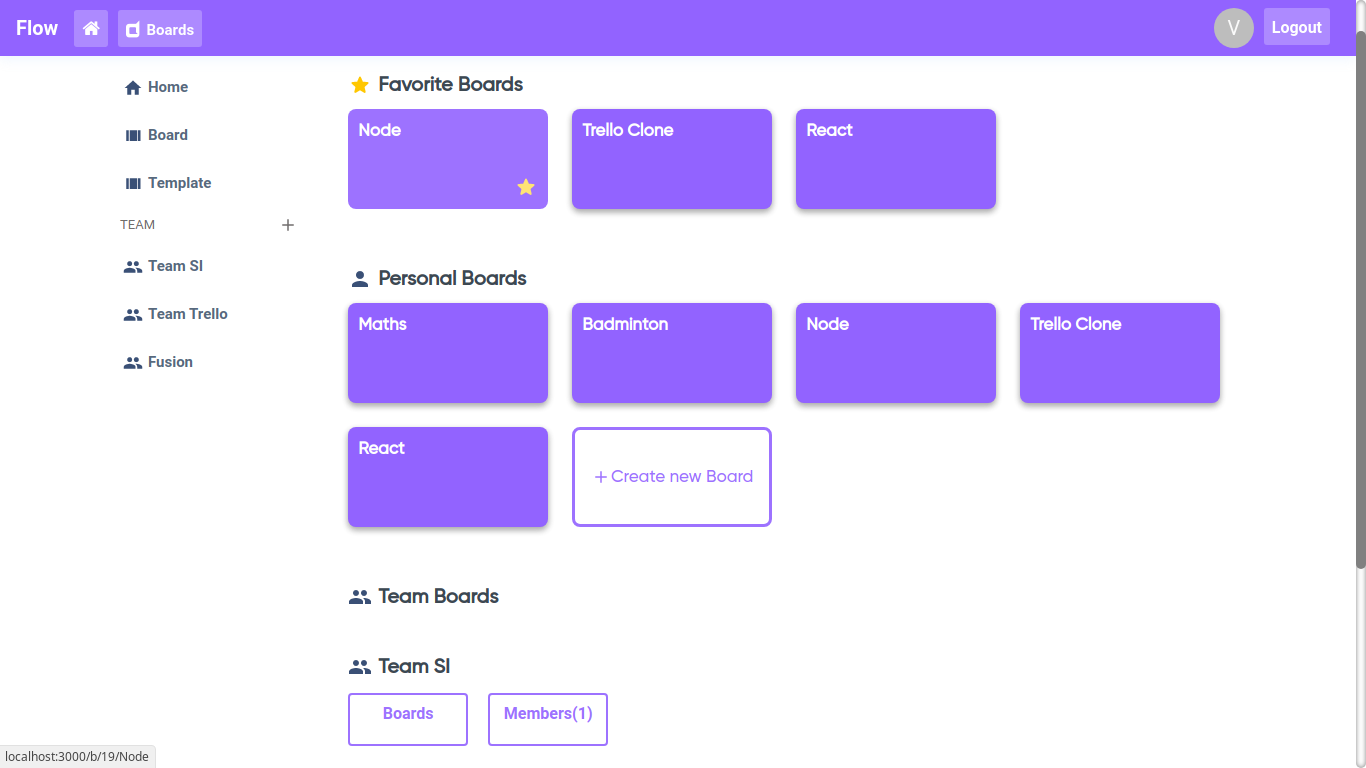 Flow
Boards
V
Logout
Home
Board
Template
TEAM
Team SI
Team Trello
Fusion
Favorite Boards
Node
Trello Clone
React
Personal Boards
Maths
Badminton
Node
Trello Clone
React
+ Create new Board
Team Boards
Team SI
Boards
Members(1)
localhost:3000/b/19/Node